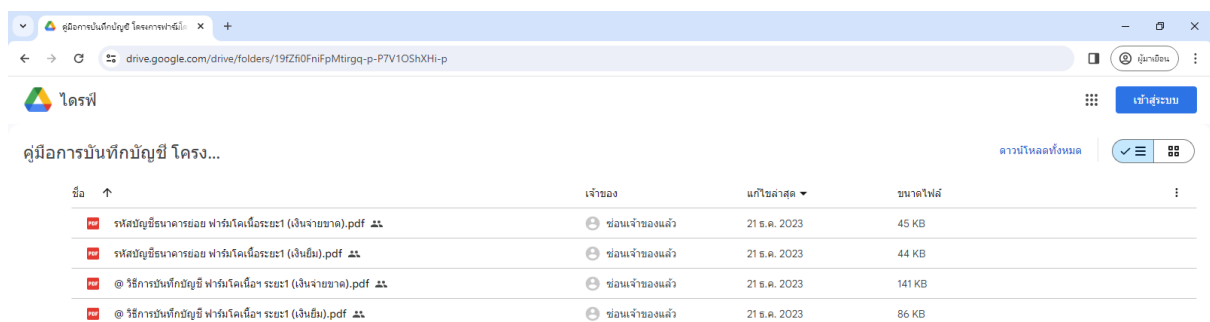 คู่มือการบันทึกบัญชี โครงการฟาร์มโค
drive.google.com/drive/folders/19fZfi0FniFpMtirgq-p-P7V1OShXHi-p
ผู้มาเยือน
ไดรฟ์
เข้าสู่ระบบ
คู่มือการบันทึกบัญชี โครง...
ดาวน์โหลดทั้งหมด
ชื่อ เจ้าของ แก้ไขล่าสุด ขนาดไฟล์
PDF รหัสบัญชีธนาคารย่อย ฟาร์มโคเนื้อระยะ1 (เงินจ่ายขาด).pdf ซ่อนเจ้าของแล้ว 21 ธ.ค. 2023 45 KB
PDF รหัสบัญชีธนาคารย่อย ฟาร์มโคเนื้อระยะ1 (เงินยืม).pdf ซ่อนเจ้าของแล้ว 21 ธ.ค. 2023 44 KB
PDF @ วิธีการบันทึกบัญชี ฟาร์มโคเนื้อฯ ระยะ1 (เงินจ่ายขาด).pdf ซ่อนเจ้าของแล้ว 21 ธ.ค. 2023 141 KB
PDF @ วิธีการบันทึกบัญชี ฟาร์มโคเนื้อฯ ระยะ1 (เงินยืม).pdf ซ่อนเจ้าของแล้ว 21 ธ.ค. 2023 86 KB